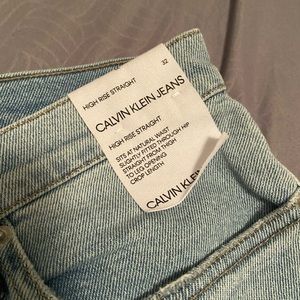 HIGH RISE STRAIGHT 32
CALVIN KLEIN JEANS
HIGH RISE STRAIGHT
SITS AT NATURAL WAIST
SLIGHTLY FITTED THROUGH HIP
STRAIGHT FROM THIGH
TO LEG OPENING
CROP LENGTH
CALVIN KLEIN